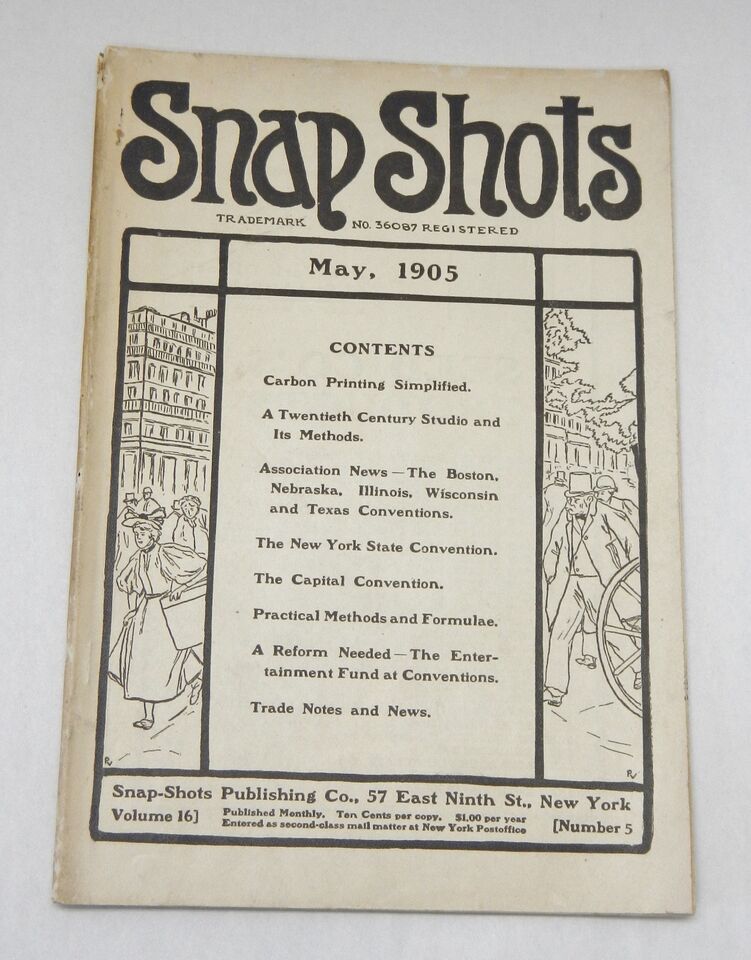 Snap Shots
TRADEMARK NO. 36087 REGISTERED
May, 1905
CONTENTS
Carbon Printing Simplified.
A Twentieth Century Studio and
Its Methods.
Association News—The Boston,
Nebraska, Illinois, Wisconsin
and Texas Conventions.
The New York State Convention.
The Capital Convention.
Practical Methods and Formulae.
A Reform Needed—The Enter-
tainment Fund at Conventions.
Trade Notes and News.
Snap-Shots Publishing Co., 57 East Ninth St., New York
Volume 16]
Published Monthly. Ten Cents per copy. $1.00 per year
Entered as second-class mail matter at New York Postoffice
[Number 5